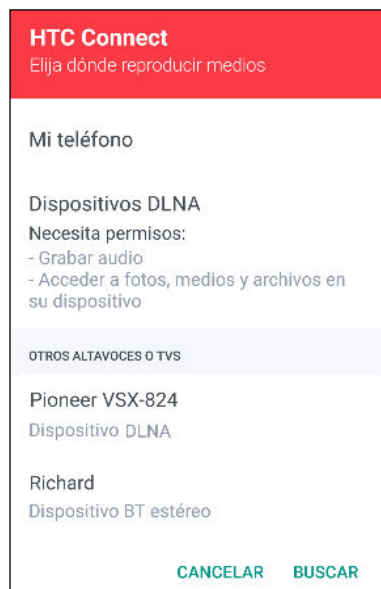 HTC Connect
Elija dónde reproducir medios
Mi teléfono
Dispositivos DLNA
Necesita permisos:
- Grabar audio
- Acceder a fotos, medios y archivos en
su dispositivo
OTROS ALTAVOCES O TVS
Pioneer VSX-824
Dispositivo DLNA
Richard
Dispositivo BT estéreo
CANCELAR BUSCAR